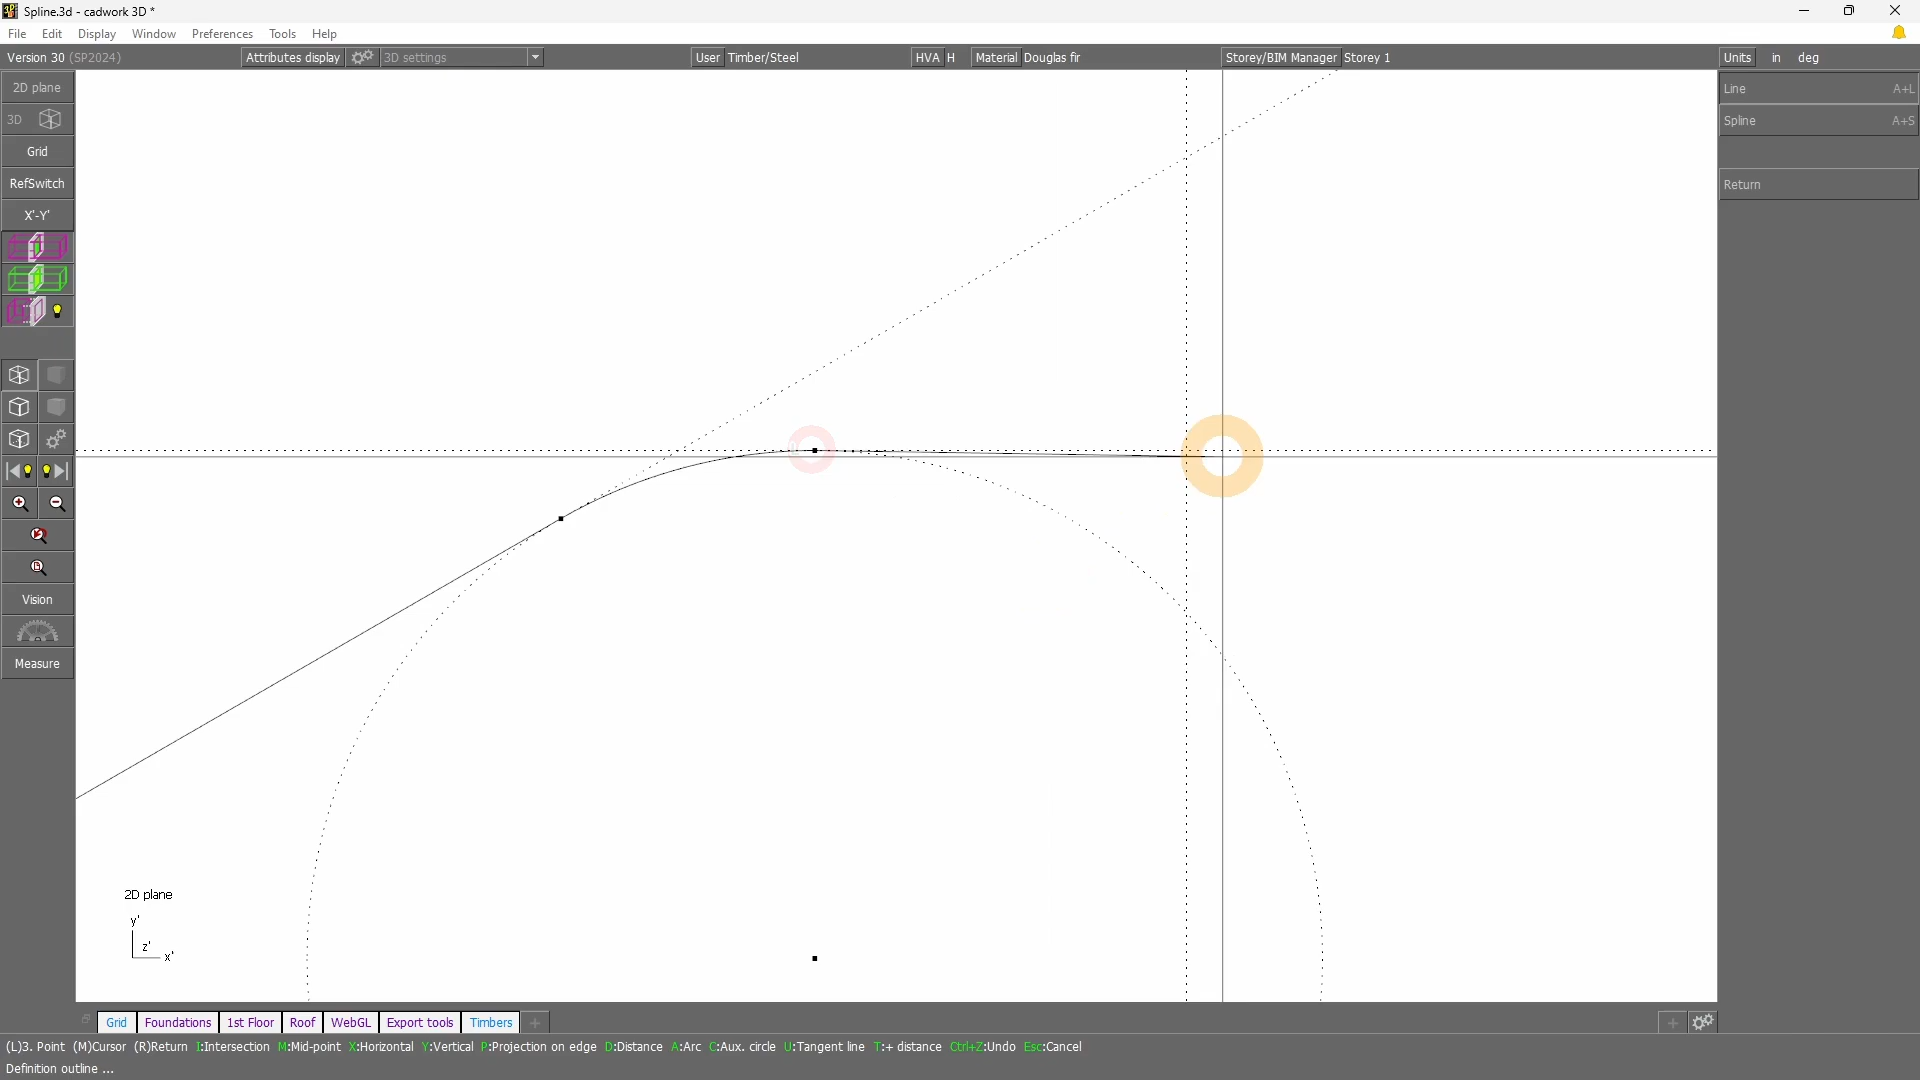 Spline.3d - cadwork 3D *
File Edit Display Window Preferences Tools Help
Version 30 (SP2024) Attributes display 3D settings User Timber/Steel HVA H Material Douglas fir Storey/BIM Manager Storey 1 Units in deg
2D plane
Line A+L
3D
Spline A+S
Grid
RefSwitch
Return
X'-Y'
Vision
Measure
2D plane
y'
z'
x'
Grid Foundations 1st Floor Roof WebGL Export tools Timbers +
(L)3. Point (M)Cursor (R)Return I:Intersection M:Mid-point X:Horizontal Y:Vertical P:Projection on edge D:Distance A:Arc C:Aux. circle U:Tangent line T:+ distance Ctrl+Z:Undo Esc:Cancel
Definition outline ...